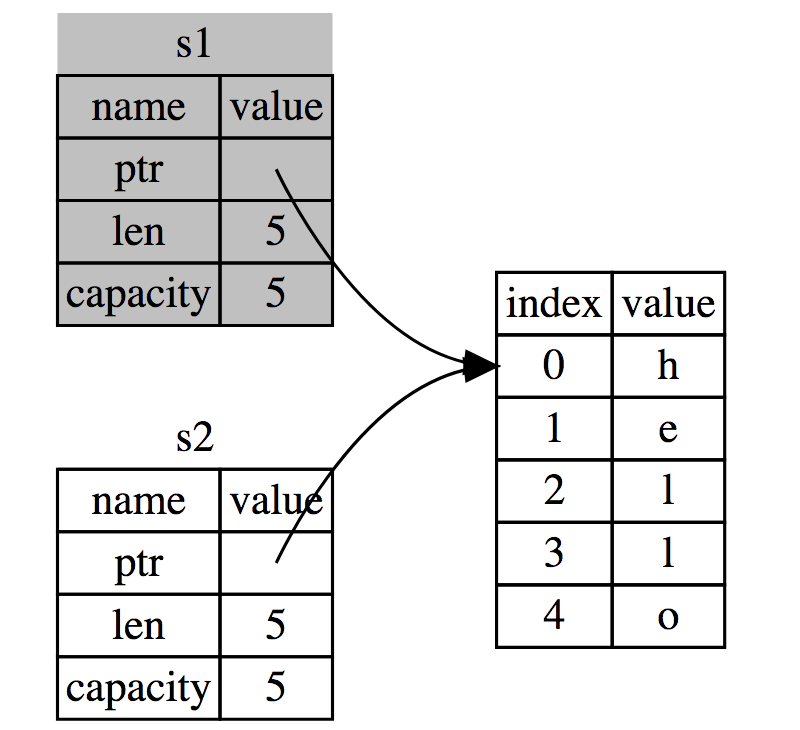 s1
name value
ptr
len 5
capacity 5
s2
name value
ptr
len 5
capacity 5
index value
0 h
1 e
2 l
3 l
4 o